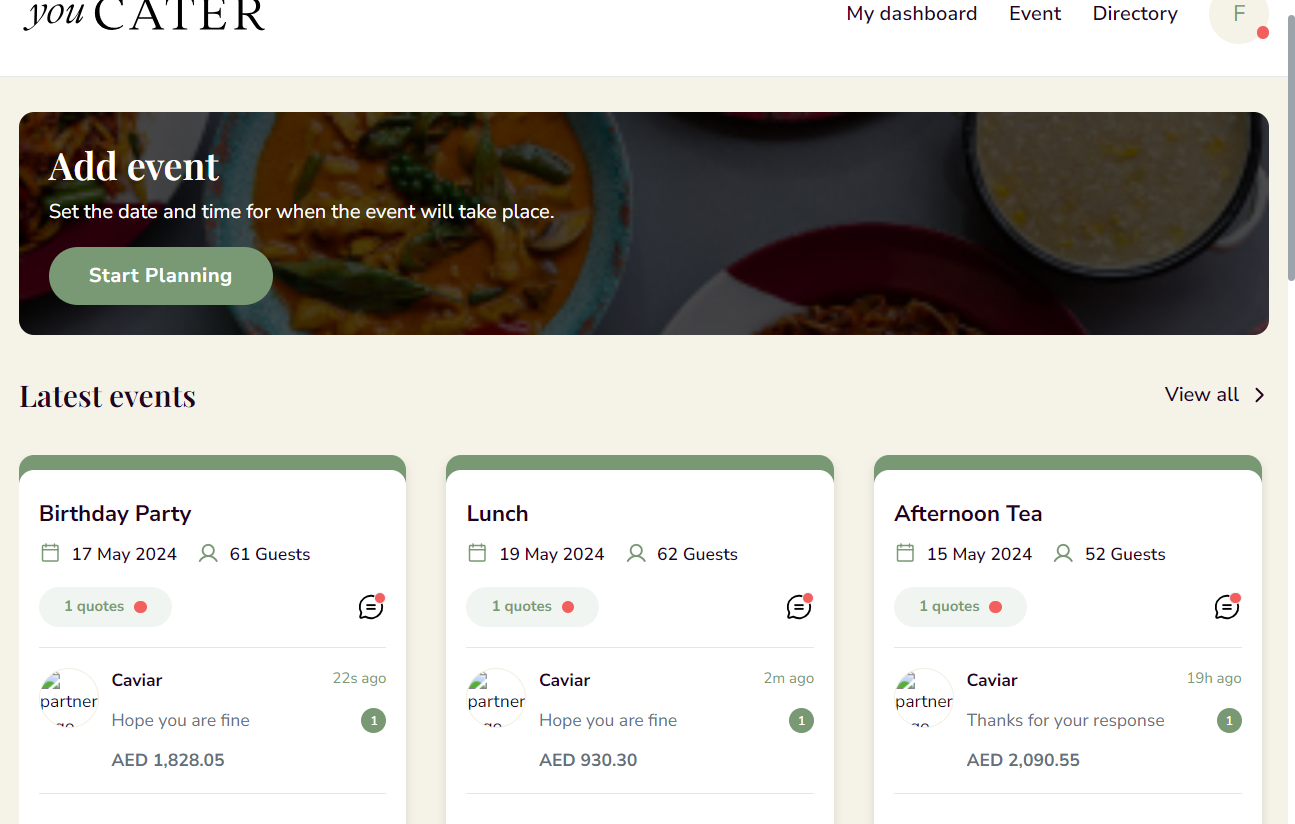 you CATER
My dashboard Event Directory F
Add event
Set the date and time for when the event will take place.
Start Planning
Latest events
View all
Birthday Party
17 May 2024 61 Guests
1 quotes
partner
Caviar
22s ago
Hope you are fine
1
AED 1,828.05
Lunch
19 May 2024 62 Guests
1 quotes
partner
Caviar
2m ago
Hope you are fine
1
AED 930.30
Afternoon Tea
15 May 2024 52 Guests
1 quotes
partner
Caviar
19h ago
Thanks for your response
1
AED 2,090.55